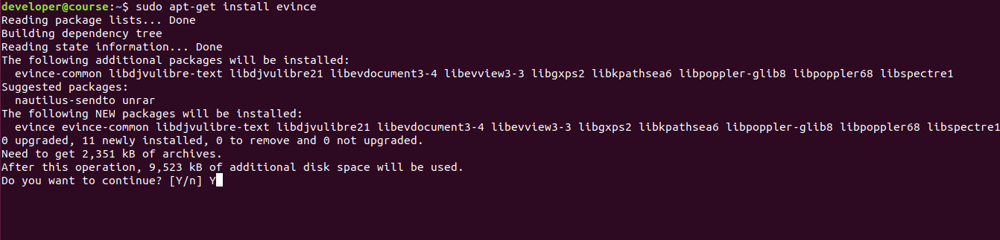 developer@course:~$ sudo apt-get install evince
Reading package lists... Done
Building dependency tree
Reading state information... Done
The following additional packages will be installed:
  evince-common libdjvulibre-text libdjvulibre21 libevdocument3-4 libevview3-3 libgxps2 libkpathsea6 libpoppler-glib8 libpoppler68 libspectre1
Suggested packages:
  nautilus-sendto unrar
The following NEW packages will be installed:
  evince evince-common libdjvulibre-text libdjvulibre21 libevdocument3-4 libevview3-3 libgxps2 libkpathsea6 libpoppler-glib8 libpoppler68 libspectre1
0 upgraded, 11 newly installed, 0 to remove and 0 not upgraded.
Need to get 2,351 kB of archives.
After this operation, 9,523 kB of additional disk space will be used.
Do you want to continue? [Y/n] Y